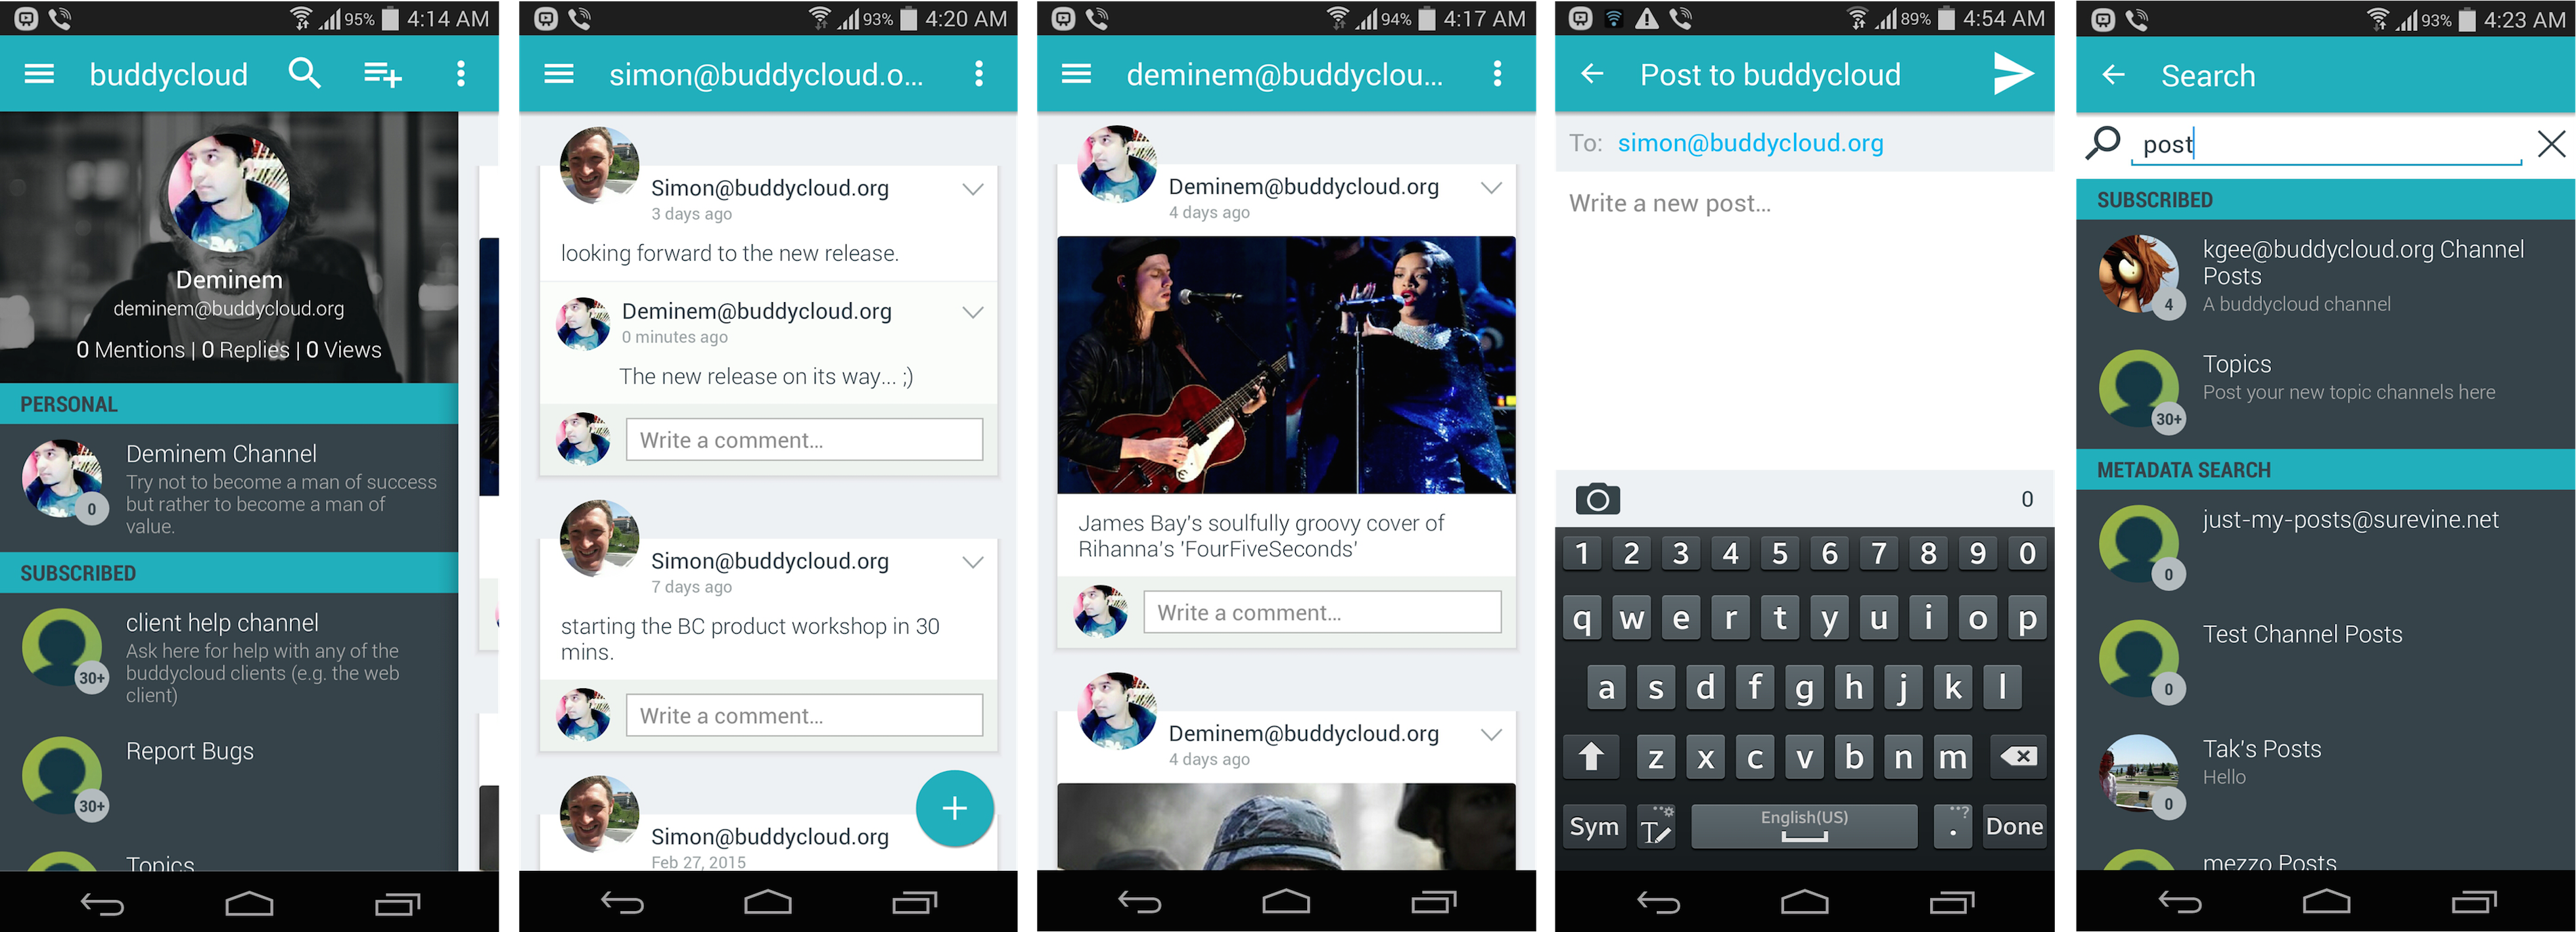 95% 4:14 AM
buddycloud
Deminem
deminem@buddycloud.org
0 Mentions | 0 Replies | 0 Views
PERSONAL
Deminem Channel
Try not to become a man of success
but rather to become a man of
value.
0
SUBSCRIBED
client help channel
Ask here for help with any of the
buddycloud clients (e.g. the web
client)
30+
Report Bugs
30+
Topics
93% 4:20 AM
simon@buddycloud.o...
Simon@buddycloud.org
3 days ago
looking forward to the new release.
Deminem@buddycloud.org
0 minutes ago
The new release on its way... ;)
Write a comment...
Simon@buddycloud.org
7 days ago
starting the BC product workshop in 30
mins.
Write a comment...
Simon@buddycloud.org
Feb 27, 2015
94% 4:17 AM
deminem@buddyclou...
Deminem@buddycloud.org
4 days ago
James Bay's soulfully groovy cover of
Rihanna's 'FourFiveSeconds'
Write a comment...
Deminem@buddycloud.org
4 days ago
89% 4:54 AM
Post to buddycloud
To: simon@buddycloud.org
Write a new post...
0
1 2 3 4 5 6 7 8 9 0
q w e r t y u i o p
a s d f g h j k l
z x c v b n m
Sym T English(US) . ,,? Done
93% 4:23 AM
Search
post
SUBSCRIBED
kgee@buddycloud.org Channel
Posts
A buddycloud channel
4
Topics
Post your new topic channels here
30+
METADATA SEARCH
just-my-posts@surevine.net
0
Test Channel Posts
0
Tak's Posts
Hello
0
mezzo Posts